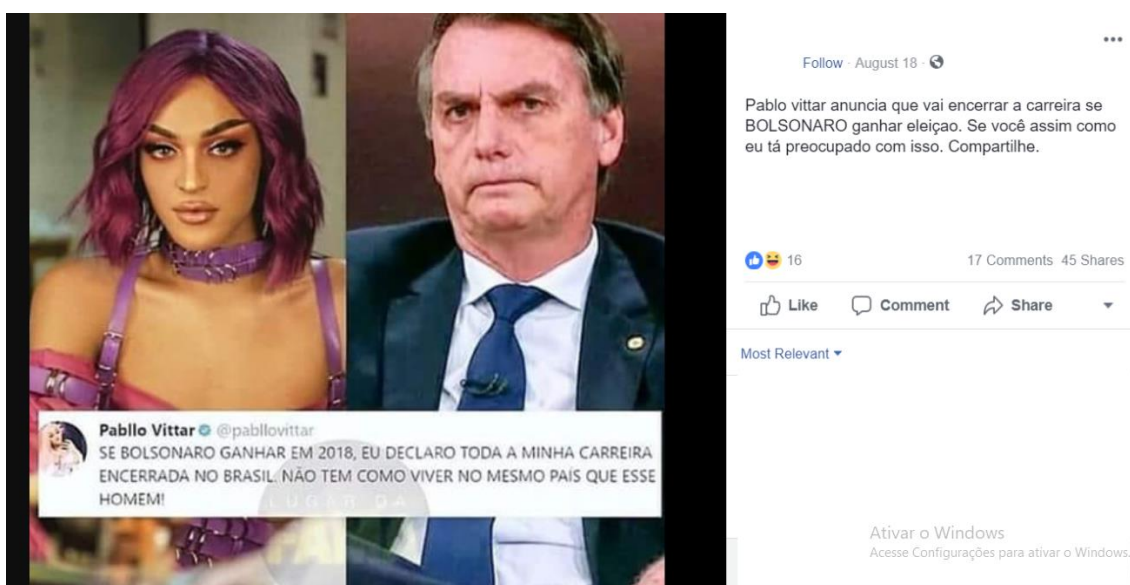 Follow · August 18 ·
Pablo vittar anuncia que vai encerrar a carreira se
BOLSONARO ganhar eleiçao. Se você assim como
eu tá preocupado com isso. Compartilhe.
16
17 Comments 45 Shares
Like Comment Share
Most Relevant
Pabllo Vittar @pabllovittar
SE BOLSONARO GANHAR EM 2018, EU DECLARO TODA A MINHA CARREIRA
ENCERRADA NO BRASIL. NÃO TEM COMO VIVER NO MESMO PAÍS QUE ESSE
HOMEM!
LUGAR DA
Ativar o Windows
Acesse Configurações para ativar o Windows.